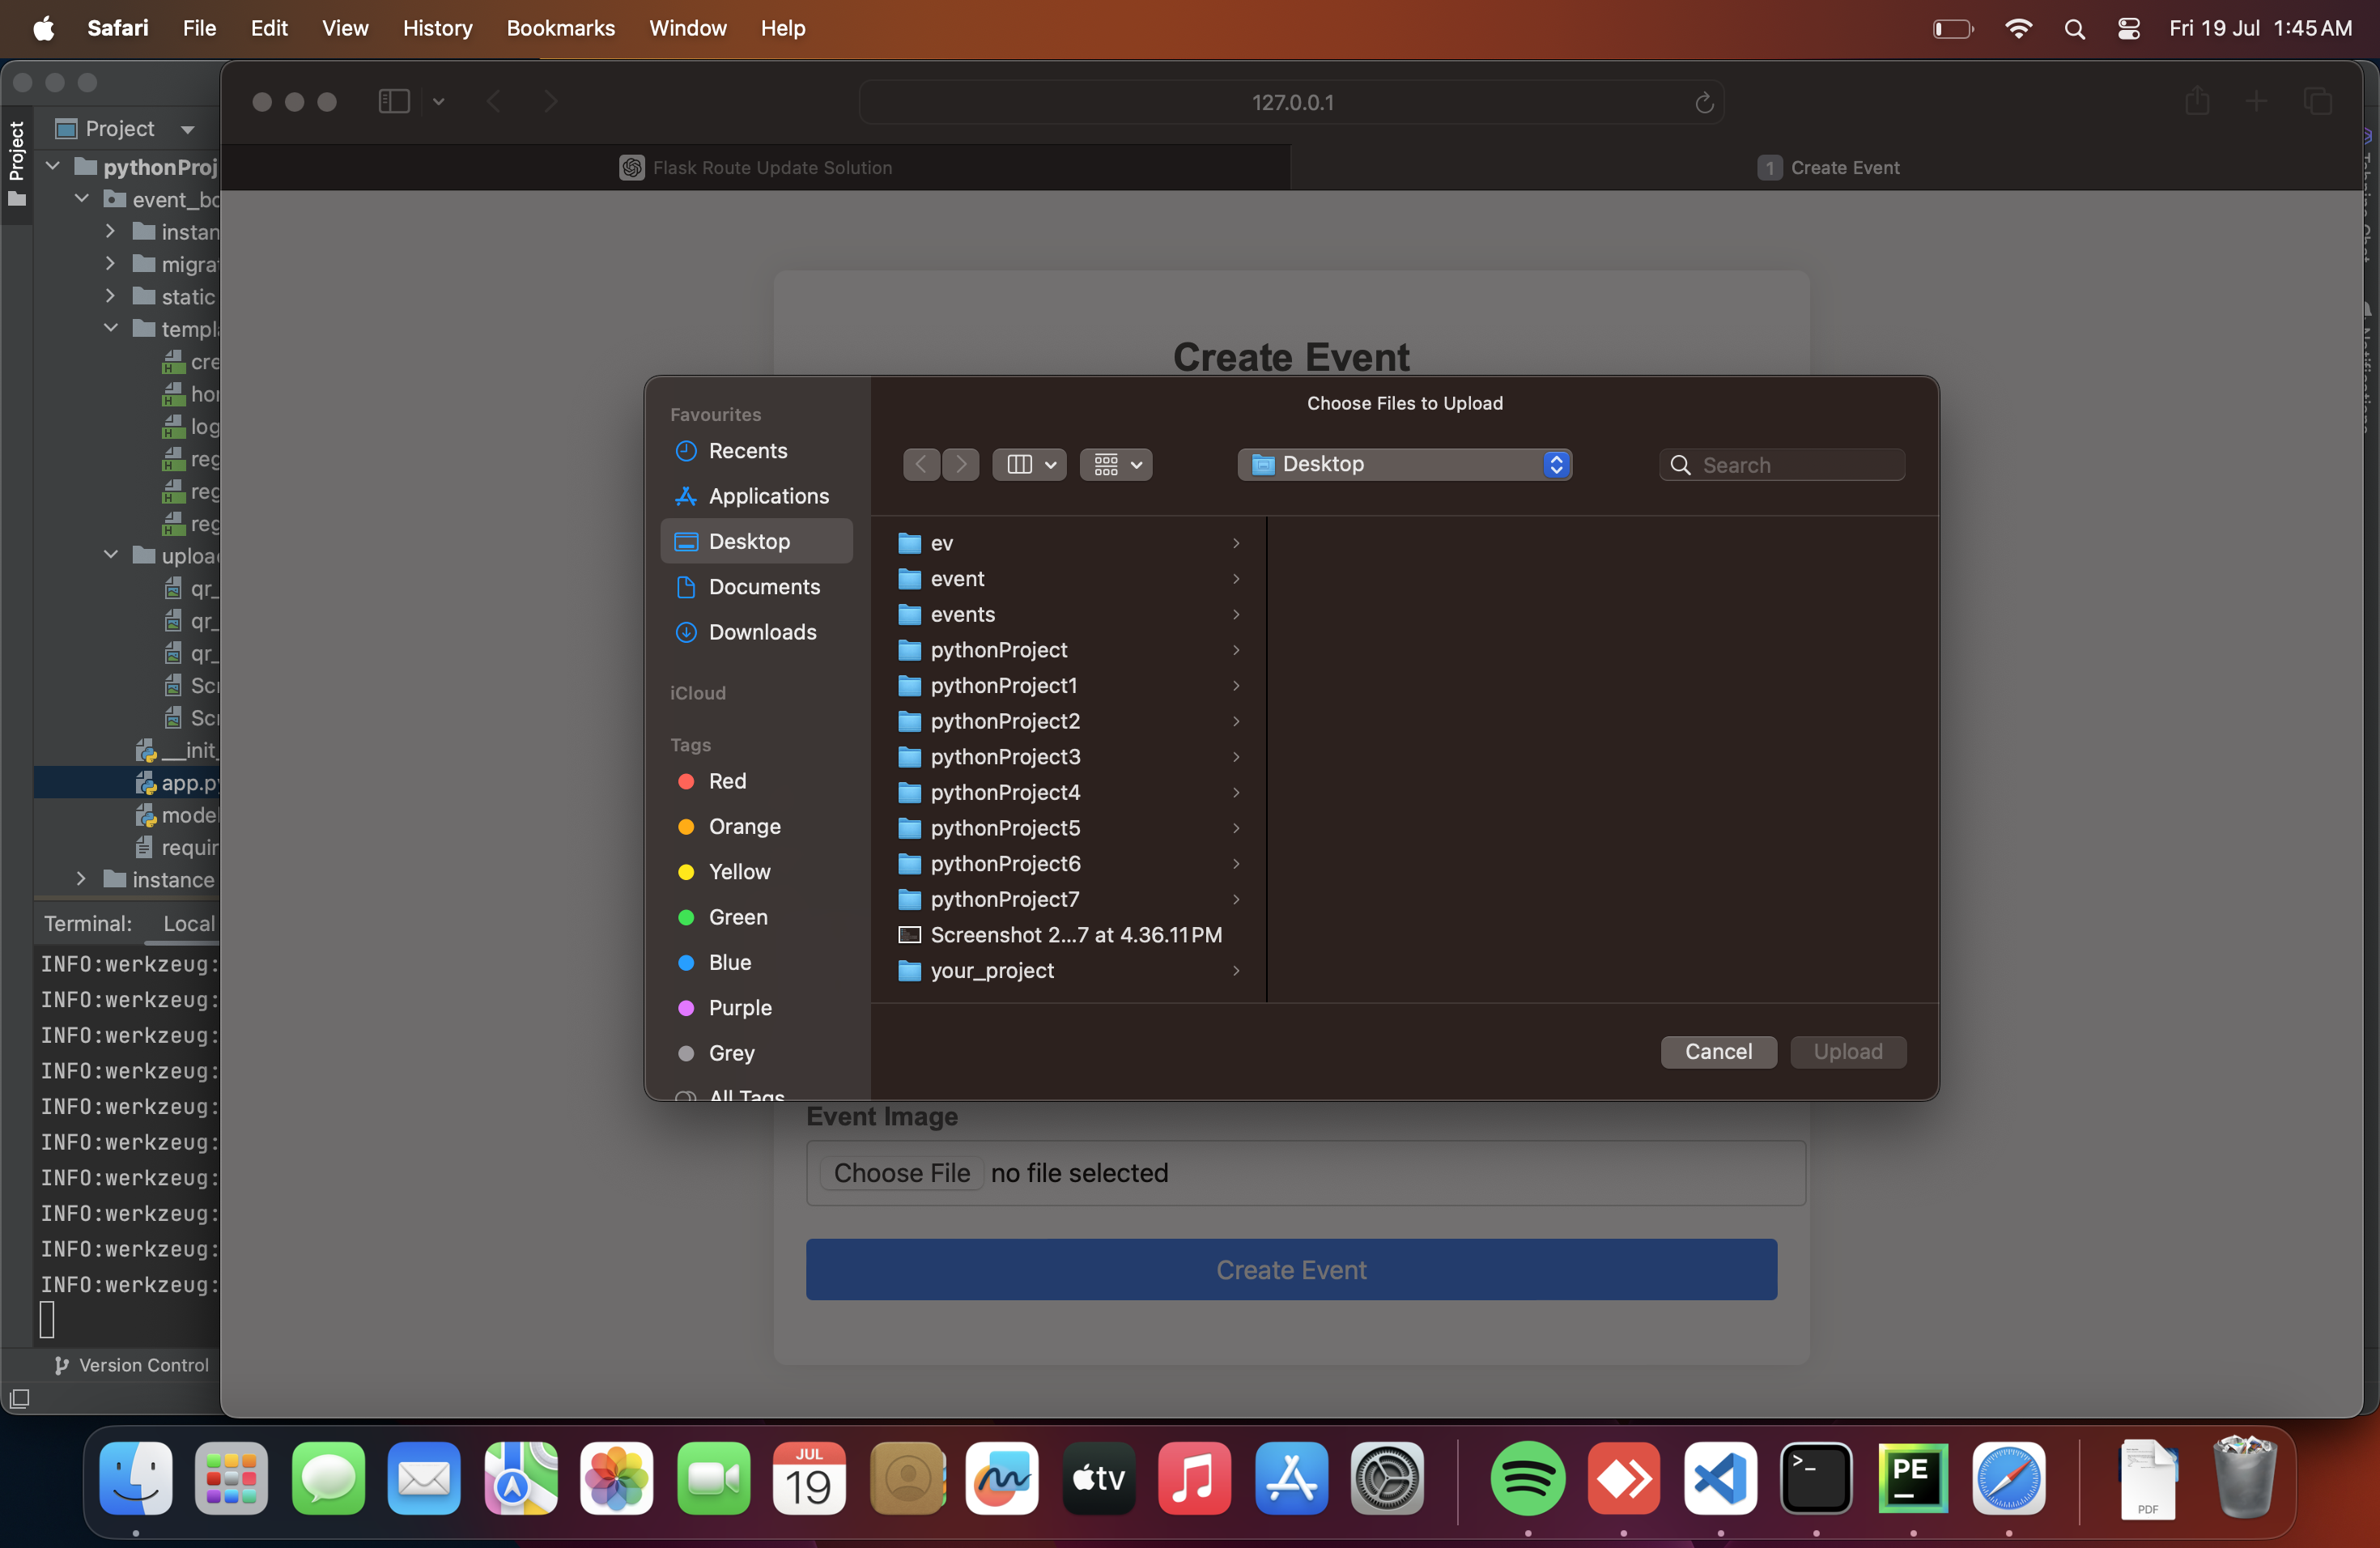 Safari File Edit View History Bookmarks Window Help Fri 19 Jul 1:45 AM
127.0.0.1
Flask Route Update Solution
1 Create Event
Project
Project
pythonProj
event_bo
instan
migrat
static
templa
cre
hor
log
reg
reg
reg
uploa
qr_
qr_
qr_
Scr
Scr
__init_
app.py
model
requir
instance
Terminal: Local
INFO:werkzeug:
INFO:werkzeug:
INFO:werkzeug:
INFO:werkzeug:
INFO:werkzeug:
INFO:werkzeug:
INFO:werkzeug:
INFO:werkzeug:
INFO:werkzeug:
INFO:werkzeug:
Version Control
Create Event
Choose Files to Upload
Favourites
Recents
Applications
Desktop
Documents
Downloads
iCloud
Tags
Red
Orange
Yellow
Green
Blue
Purple
Grey
All Tags
Desktop
Search
ev
event
events
pythonProject
pythonProject1
pythonProject2
pythonProject3
pythonProject4
pythonProject5
pythonProject6
pythonProject7
Screenshot 2...7 at 4.36.11 PM
your_project
Cancel Upload
Event Image
Choose File no file selected
Create Event
JUL
19
tv
>_
PE
PDF